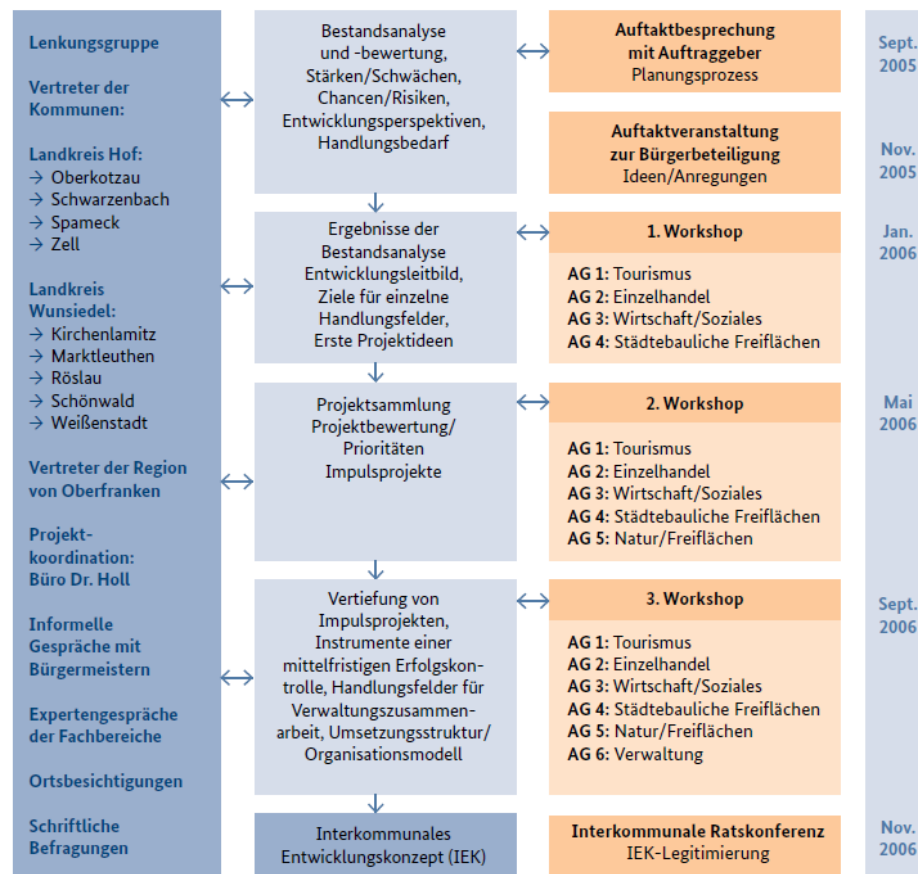 Lenkungsgruppe
Vertreter der
Kommunen:
Landkreis Hof:
→ Oberkotzau
→ Schwarzenbach
→ Spameck
→ Zell
Landkreis
Wunsiedel:
→ Kirchenlamitz
→ Marktleuthen
→ Röslau
→ Schönwald
→ Weißenstadt
Vertreter der Region
von Oberfranken
Projekt-
koordination:
Büro Dr. Holl
Informelle
Gespräche mit
Bürgermeistern
Expertengespräche
der Fachbereiche
Ortsbesichtigungen
Schriftliche
Befragungen
Bestandsanalyse
und -bewertung,
Stärken/Schwächen,
Chancen/Risiken,
Entwicklungsperspektiven,
Handlungsbedarf
Ergebnisse der
Bestandsanalyse
Entwicklungsleitbild,
Ziele für einzelne
Handlungsfelder,
Erste Projektideen
Projektsammlung
Projektbewertung/
Prioritäten
Impulsprojekte
Vertiefung von
Impulsprojekten,
Instrumente einer
mittelfristigen Erfolgskon-
trolle, Handlungsfelder für
Verwaltungszusammen-
arbeit, Umsetzungsstruktur/
Organisationsmodell
Interkommunales
Entwicklungskonzept (IEK)
Auftaktbesprechung
mit Auftraggeber
Planungsprozess
Auftaktveranstaltung
zur Bürgerbeteiligung
Ideen/Anregungen
1. Workshop
AG 1: Tourismus
AG 2: Einzelhandel
AG 3: Wirtschaft/Soziales
AG 4: Städtebauliche Freiflächen
2. Workshop
AG 1: Tourismus
AG 2: Einzelhandel
AG 3: Wirtschaft/Soziales
AG 4: Städtebauliche Freiflächen
AG 5: Natur/Freiflächen
3. Workshop
AG 1: Tourismus
AG 2: Einzelhandel
AG 3: Wirtschaft/Soziales
AG 4: Städtebauliche Freiflächen
AG 5: Natur/Freiflächen
AG 6: Verwaltung
Interkommunale Ratskonferenz
IEK-Legitimierung
Sept.
2005
Nov.
2005
Jan.
2006
Mai
2006
Sept.
2006
Nov.
2006